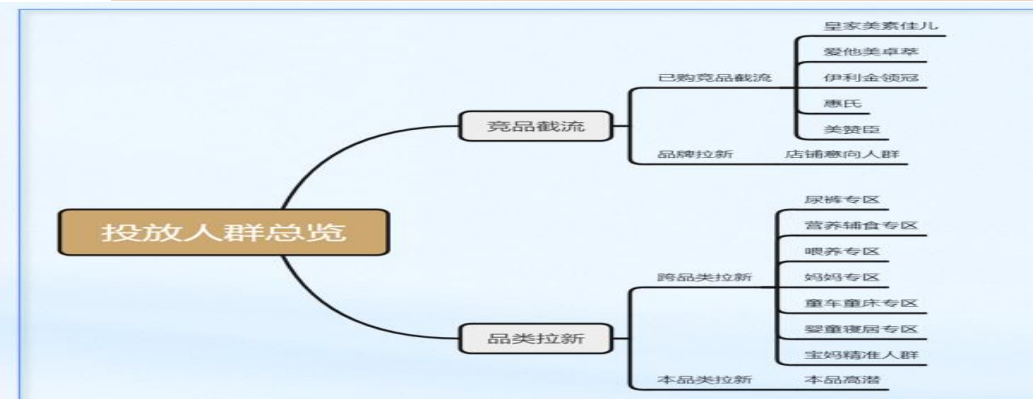 投放人群总览
竞品截流
已购竞品截流
皇家美素佳儿
爱他美卓萃
伊利金领冠
惠氏
美赞臣
品牌拉新
店铺意向人群
品类拉新
跨品类拉新
尿裤专区
营养辅食专区
喂养专区
妈妈专区
童车童床专区
婴童寝居专区
宝妈精准人群
本品类拉新
本品高潜